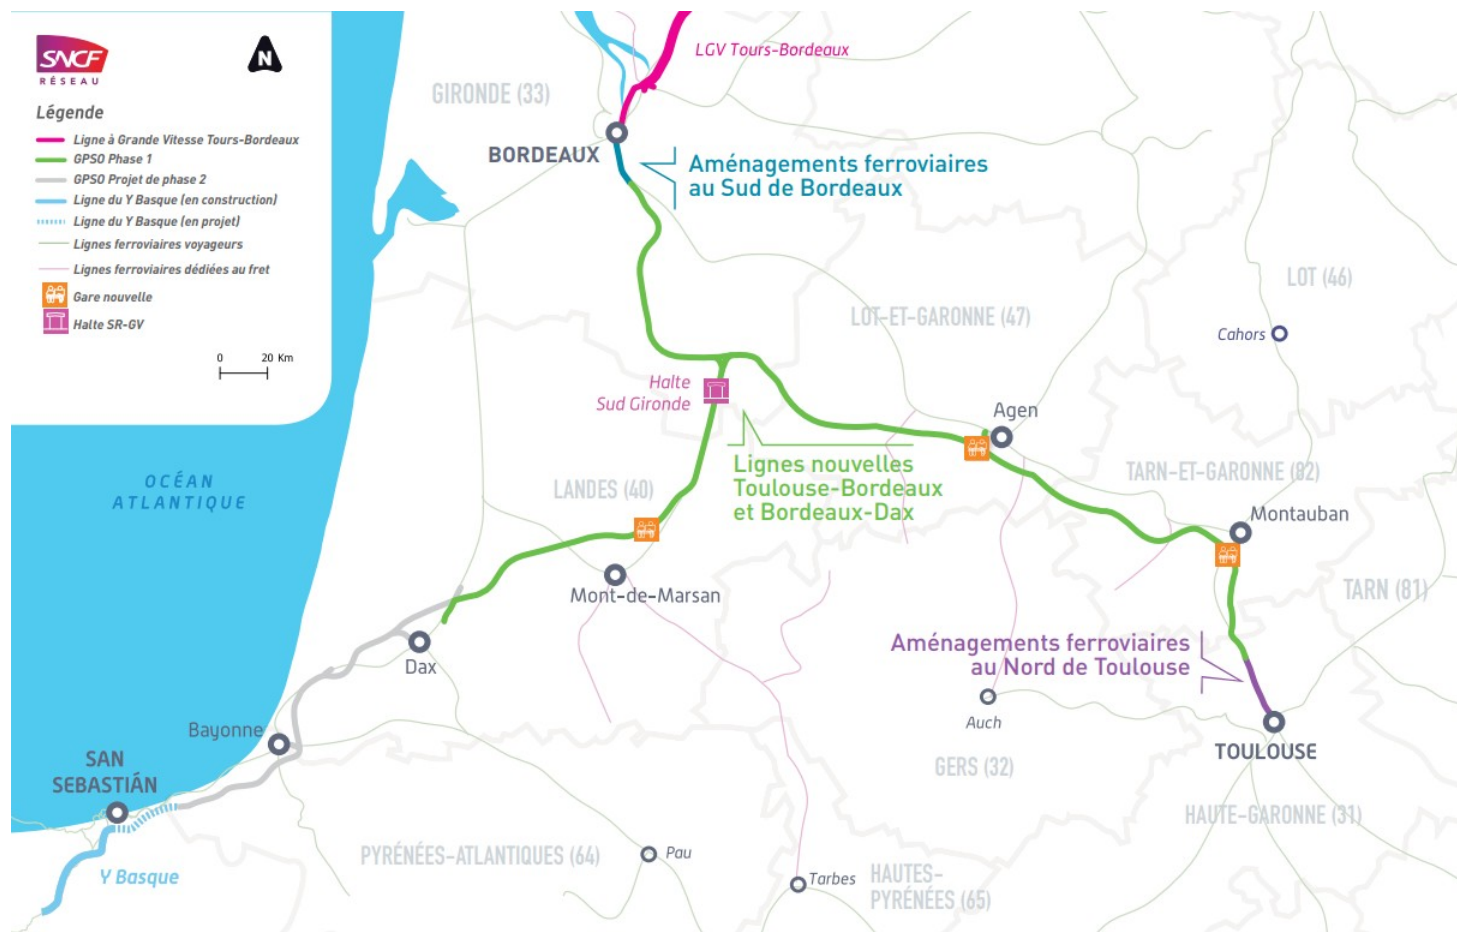 SNCF
RÉSEAU
N
Légende
Ligne à Grande Vitesse Tours-Bordeaux
GPSO Phase 1
GPSO Projet de phase 2
Ligne du Y Basque (en construction)
Ligne du Y Basque (en projet)
Lignes ferroviaires voyageurs
Lignes ferroviaires dédiées au fret
Gare nouvelle
Halte SR-GV
0 20 Km
LGV Tours-Bordeaux
GIRONDE (33)
BORDEAUX
Aménagements ferroviaires
au Sud de Bordeaux
LOT (46)
LOT-ET-GARONNE (47)
Cahors
Halte
Sud Gironde
Agen
Lignes nouvelles
Toulouse-Bordeaux
et Bordeaux-Dax
TARN-ET-GARONNE (82)
OCÉAN
ATLANTIQUE
LANDES (40)
Montauban
Mont-de-Marsan
TARN (81)
Aménagements ferroviaires
au Nord de Toulouse
Dax
Auch
Bayonne
TOULOUSE
SAN
SEBASTIÁN
GERS (32)
HAUTE-GARONNE (31)
PYRÉNÉES-ATLANTIQUES (64)
Pau
Y Basque
Tarbes
HAUTES-
PYRÉNÉES (65)